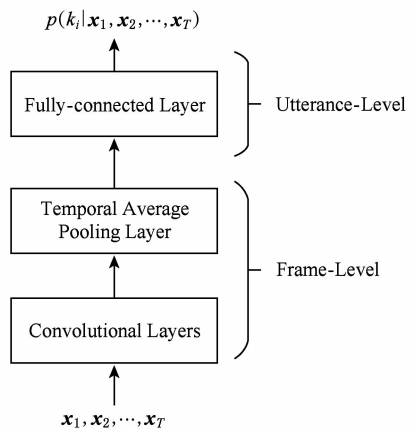 p(k_i|x_1, x_2, ⋯, x_T)
Fully-connected Layer
Utterance-Level
Temporal Average
Pooling Layer
Frame-Level
Convolutional Layers
x_1, x_2, ⋯, x_T